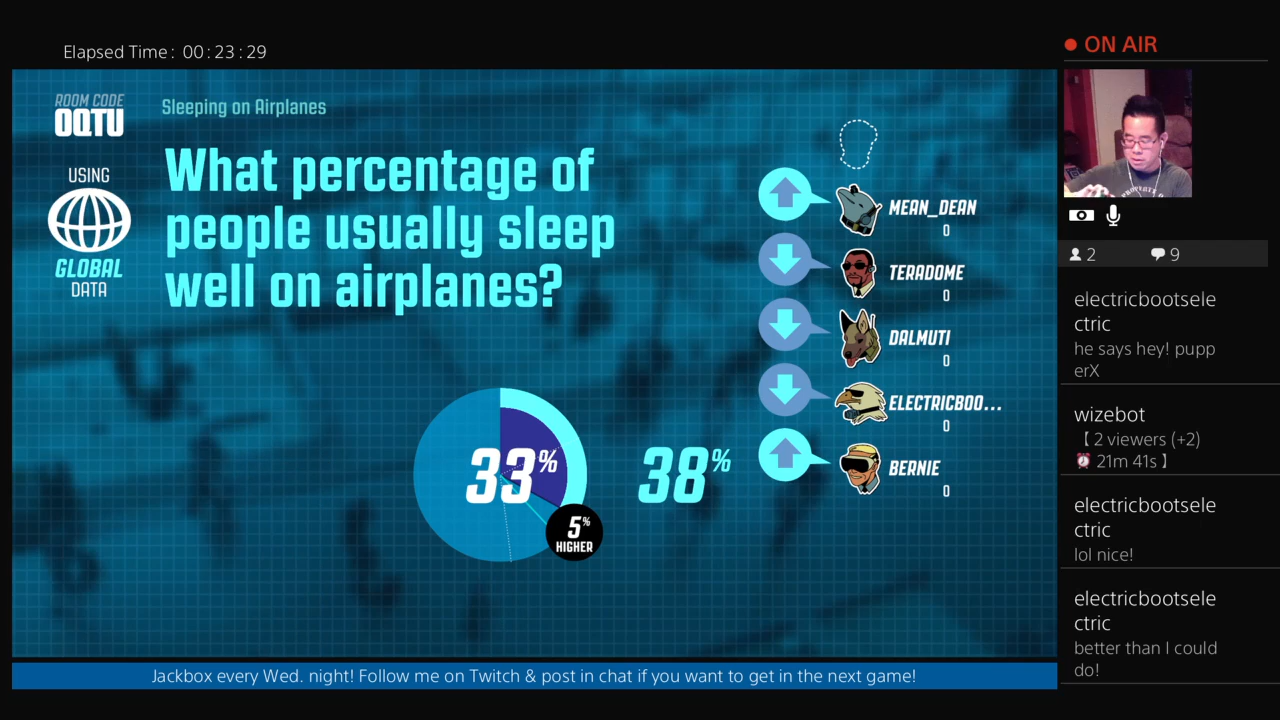 Elapsed Time: 00:23:29
ON AIR
ROOM CODE
OQTU
Sleeping on Airplanes
USING
GLOBAL
DATA
What percentage of
people usually sleep
well on airplanes?
MEAN_DEAN
0
TERADOME
0
DALMUTI
0
ELECTRICBOO...
0
BERNIE
0
33%
38%
5%
HIGHER
PROPERTY O
2
9
electricbootsele
ctric
he says hey! pupp
erX
wizebot
【 2 viewers (+2)
⏰ 21m 41s 】
electricbootsele
ctric
lol nice!
electricbootsele
ctric
better than I could
do!
Jackbox every Wed. night! Follow me on Twitch & post in chat if you want to get in the next game!